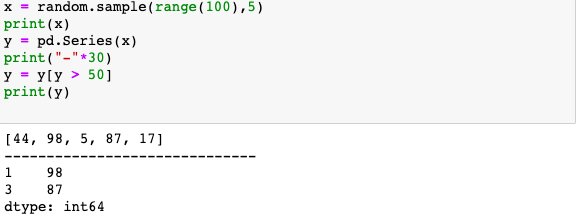 x = random.sample(range(100),5)
print(x)
y = pd.Series(x)
print("-"*30)
y = y[y > 50]
print(y)
[44, 98, 5, 87, 17]
------------------------------
1    98
3    87
dtype: int64